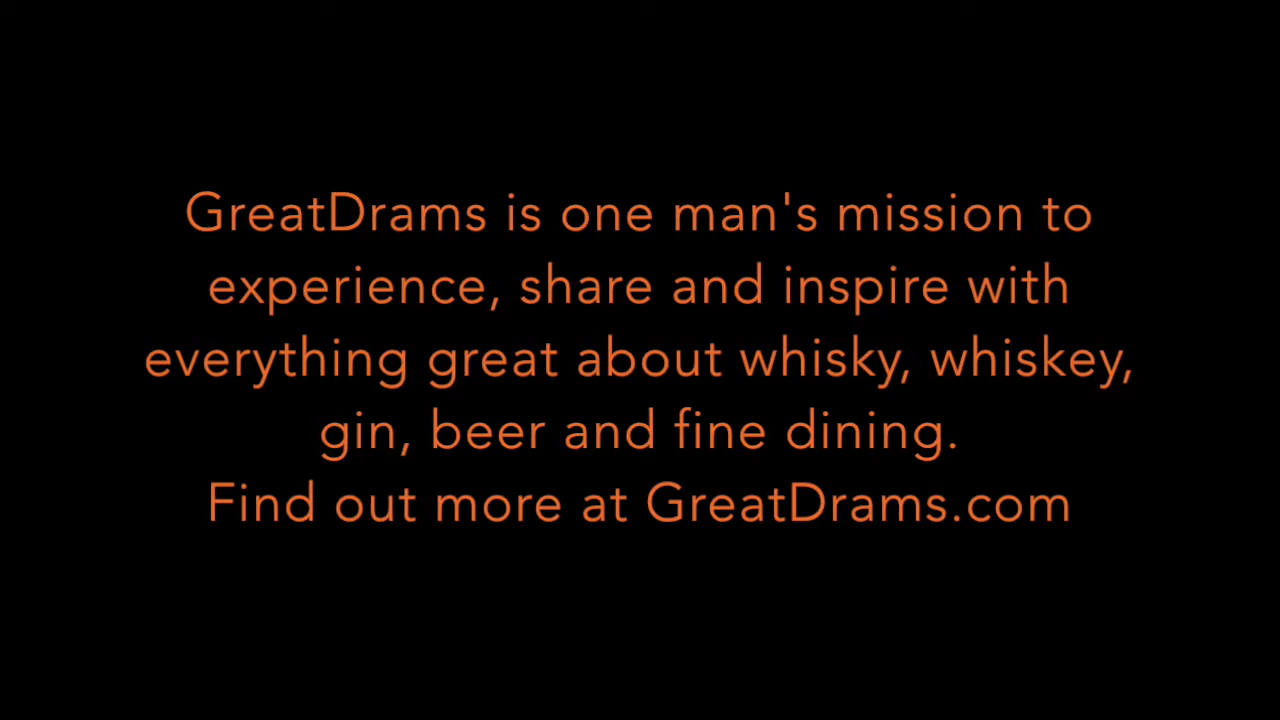 GreatDrams is one man's mission to
experience, share and inspire with
everything great about whisky, whiskey,
gin, beer and fine dining.
Find out more at GreatDrams.com